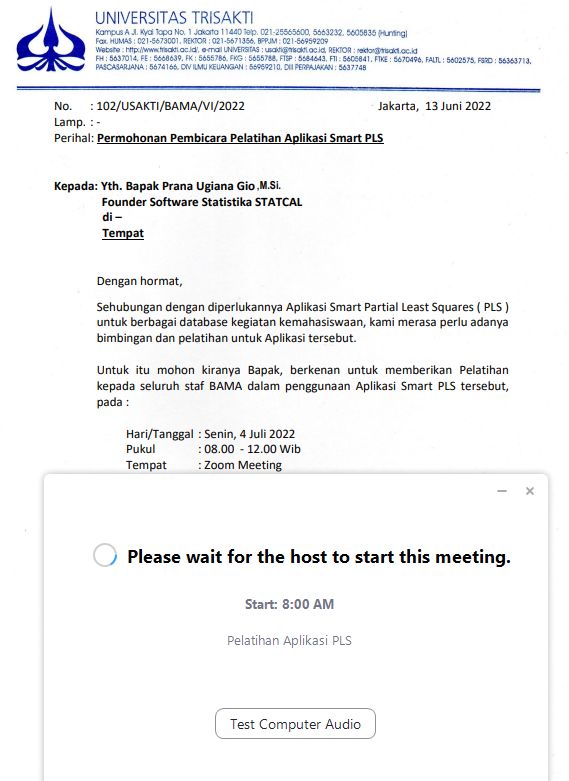 UNIVERSITAS TRISAKTI
Kampus A Jl. Kyai Tapa No. 1 Jakarta 11440 Telp. 021-25565600, 5663232, 5605835 (Hunting)
Fax. HUMAS : 021-5673001, REKTOR : 021-5671356, BPPJM : 021-56959209
Website : http://www.trisakti.ac.id/, e-mail UNIVERSITAS : usakti@trisakti.ac.id, REKTOR : rektor@trisakti.ac.id
FH : 5637014, FE : 5668639, FK : 5655786, FKG : 5655788, FTSP : 5684643, FTI : 5605841, FTKE : 5670496, FALTL : 5602575, FSRD : 56363713,
PASCASARJANA : 5674166, DIV ILMU KEUANGAN : 56959210, DIII PERPAJAKAN : 5637748
No. : 102/USAKTI/BAMA/VI/2022 Jakarta, 13 Juni 2022
Lamp. : -
Perihal: Permohonan Pembicara Pelatihan Aplikasi Smart PLS
Kepada: Yth. Bapak Prana Ugiana Gio,M.Si.
Founder Software Statistika STATCAL
di –
Tempat
Dengan hormat,
Sehubungan dengan diperlukannya Aplikasi Smart Partial Least Squares ( PLS )
untuk berbagai database kegiatan kemahasiswaan, kami merasa perlu adanya
bimbingan dan pelatihan untuk Aplikasi tersebut.
Untuk itu mohon kiranya Bapak, berkenan untuk memberikan Pelatihan
kepada seluruh staf BAMA dalam penggunaan Aplikasi Smart PLS tersebut,
pada :
Hari/Tanggal : Senin, 4 Juli 2022
Pukul : 08.00 - 12.00 Wib
Tempat : Zoom Meeting
Please wait for the host to start this meeting.
Start: 8:00 AM
Pelatihan Aplikasi PLS
Test Computer Audio